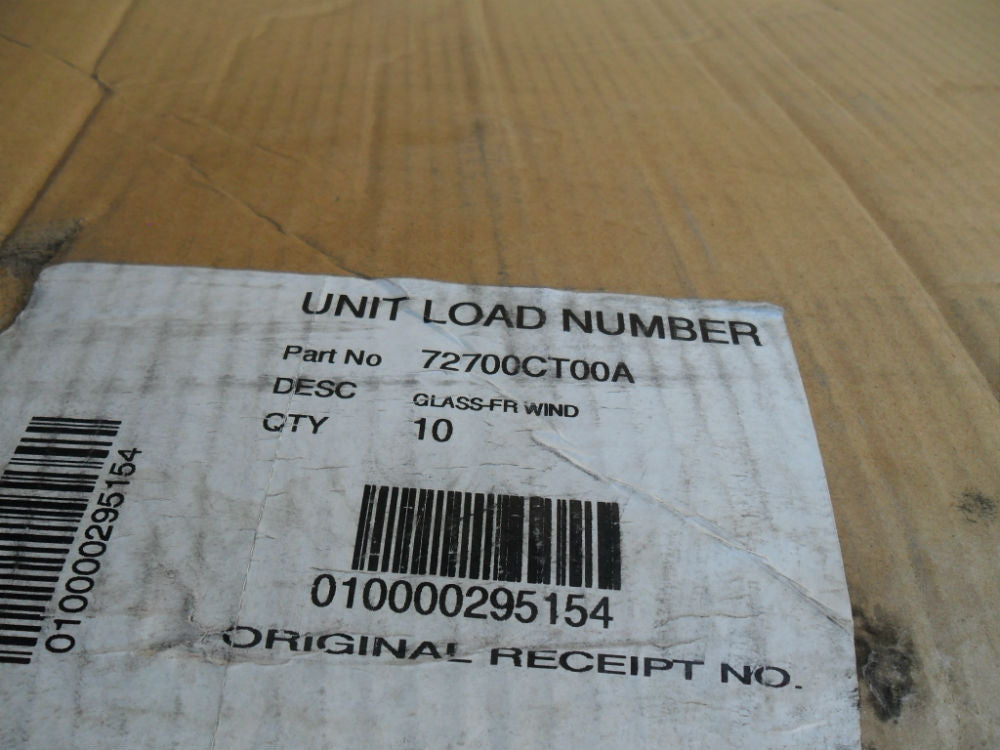 UNIT LOAD NUMBER
Part No 72700CT00A
DESC GLASS-FR WIND
QTY 10
010000295154
010000295154
ORIGINAL RECEIPT NO.